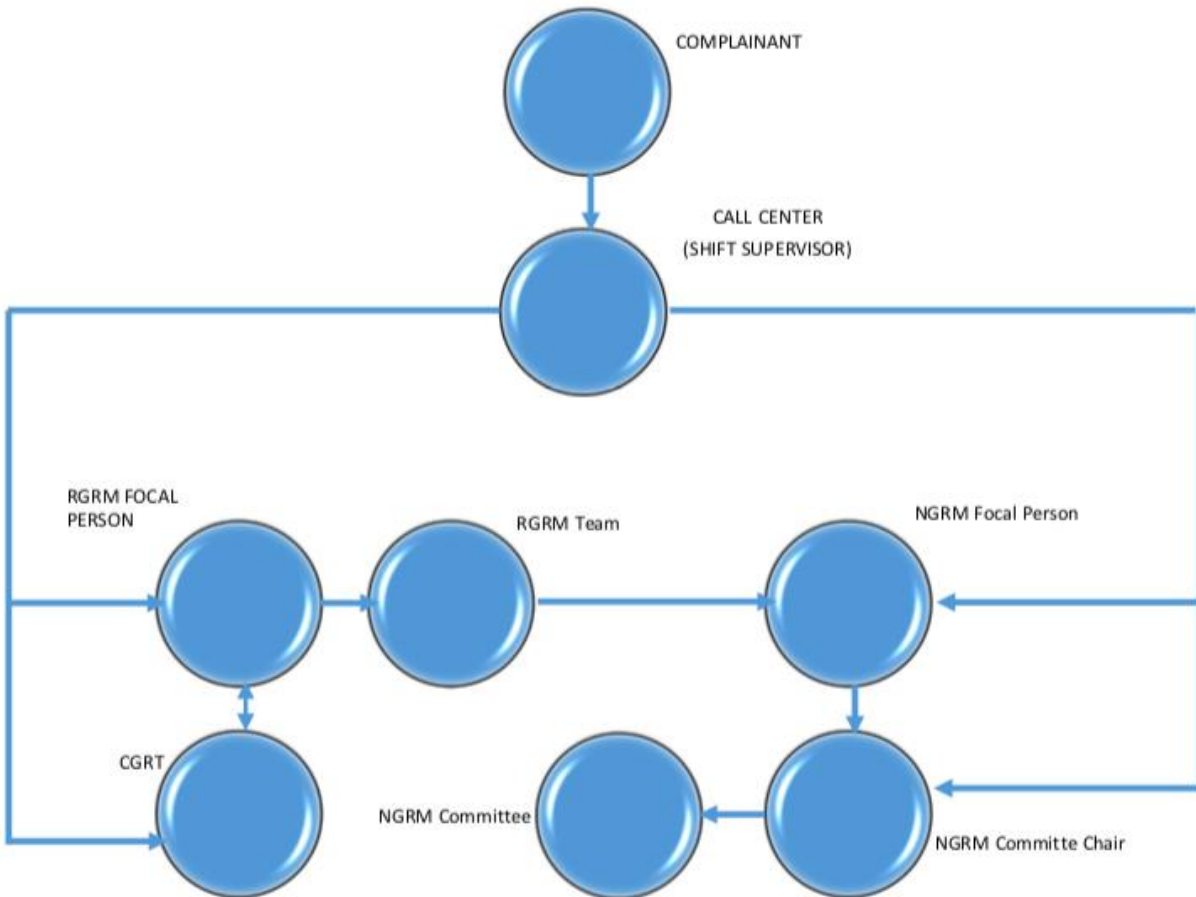 COMPLAINANT
CALL CENTER
(SHIFT SUPERVISOR)
RGRM FOCAL
PERSON
RGRM Team
NGRM Focal Person
CGRT
NGRM Committee
NGRM Committe Chair